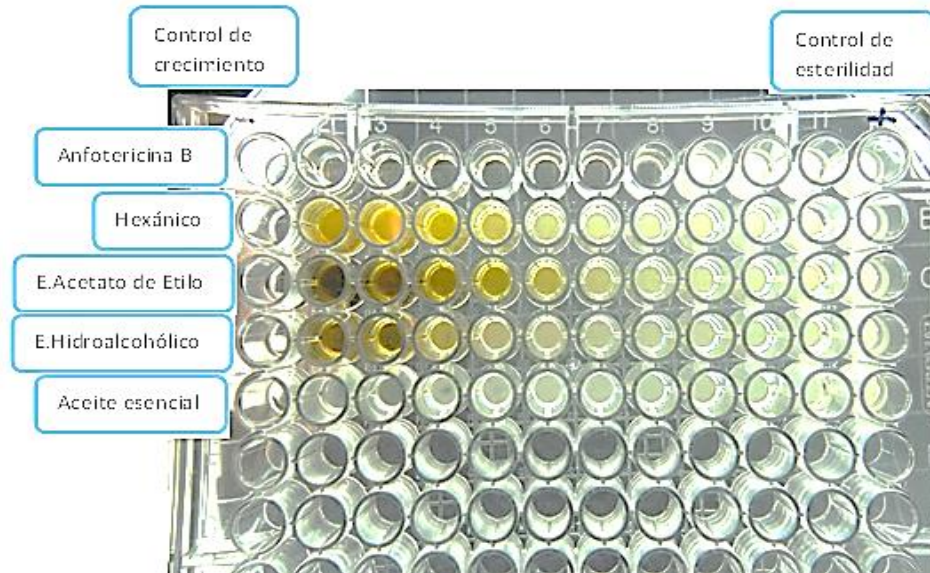 Control de
crecimiento
Control de
esterilidad
- 3 4 5 6 7 8 9 10 11 +
Anfotericina B
Hexánico
B
E.Acetato de Etilo
C
E.Hidroalcohólico
Aceite esencial